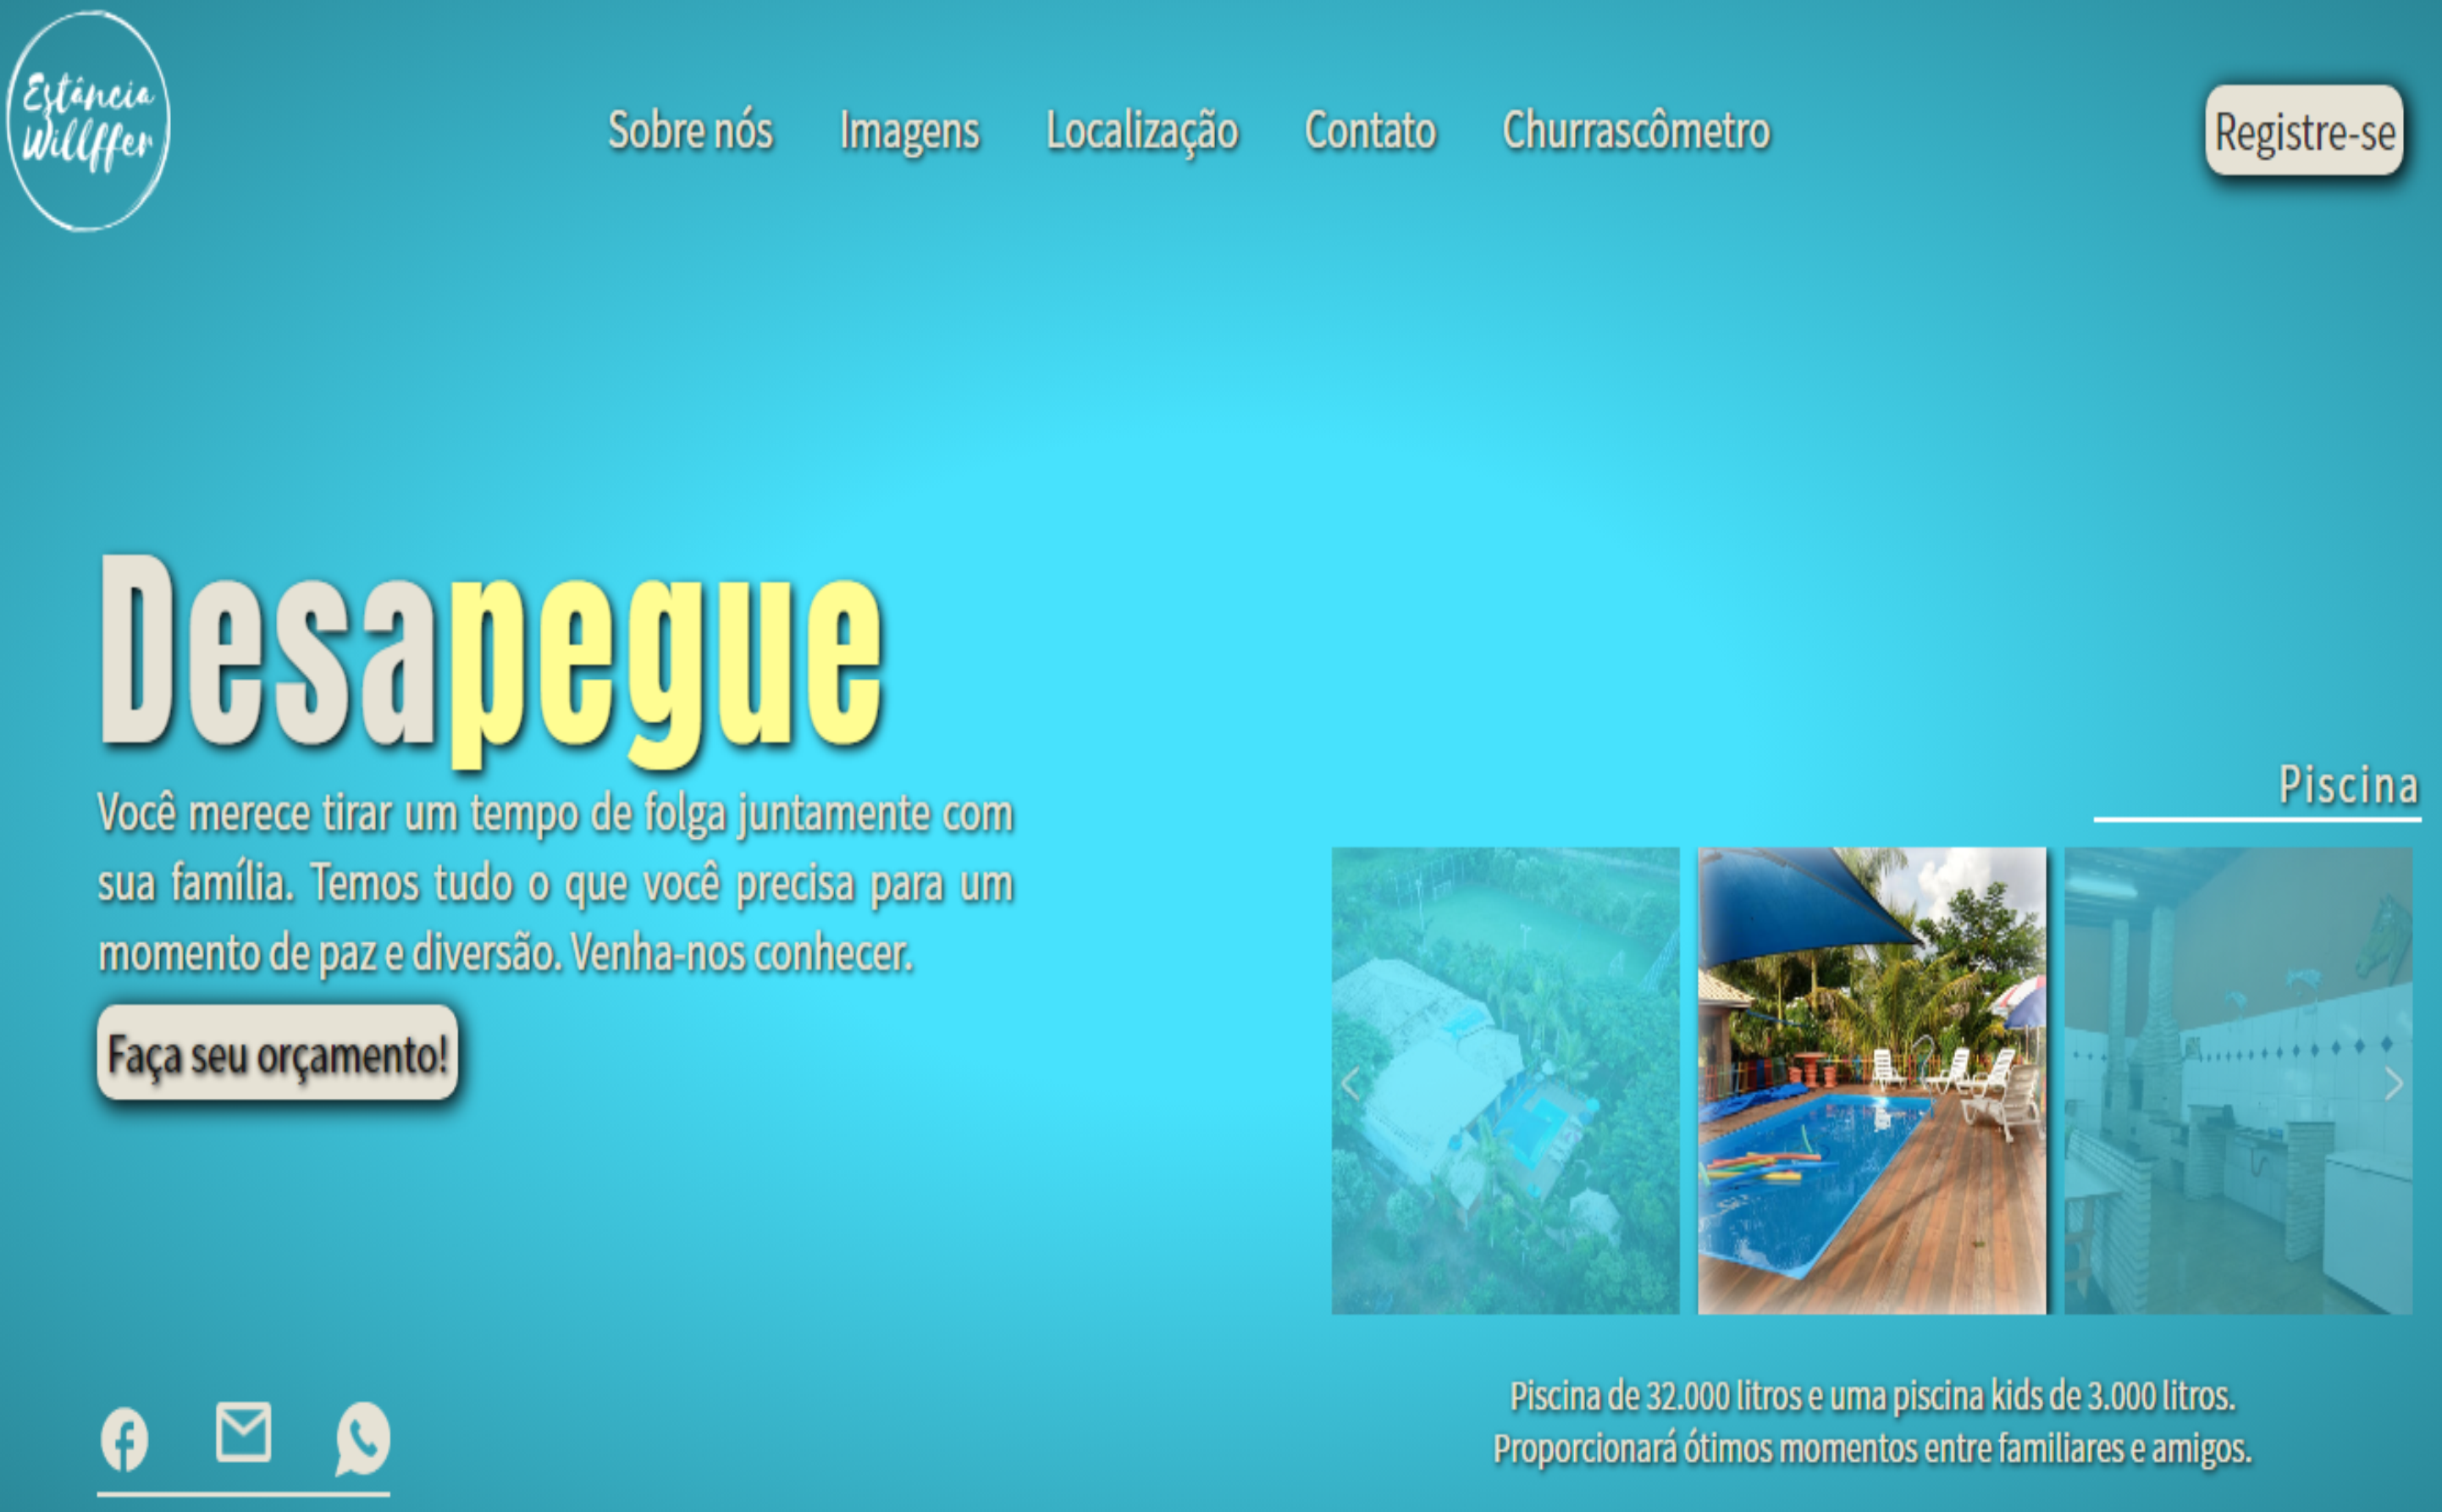 Estância
Willffer
Sobre nós Imagens Localização Contato Churrascômetro
Registre-se
Desapegue
Você merece tirar um tempo de folga juntamente com
sua família. Temos tudo o que você precisa para um
momento de paz e diversão. Venha-nos conhecer.
Faça seu orçamento!
Piscina
Piscina de 32.000 litros e uma piscina kids de 3.000 litros.
Proporcionará ótimos momentos entre familiares e amigos.